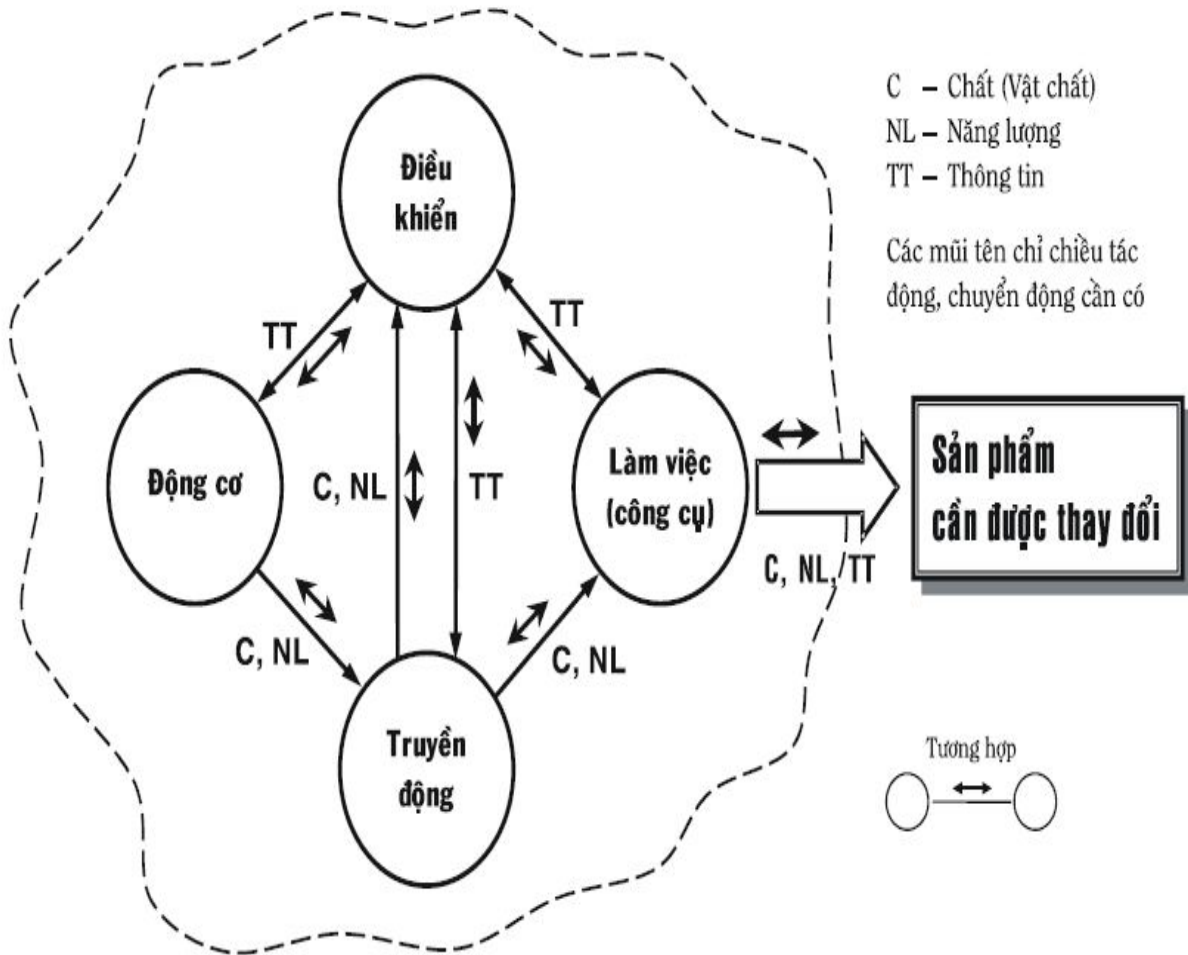 C – Chất (Vật chất)
NL – Năng lượng
TT – Thông tin
Các mũi tên chỉ chiều tác
động, chuyển động cần có
Điều
khiển
TT
TT
Động cơ
C, NL
TT
Làm việc
(công cụ)
C, NL, TT
Sản phẩm
cần được thay đổi
C, NL
C, NL
Truyền
động
Tương hợp